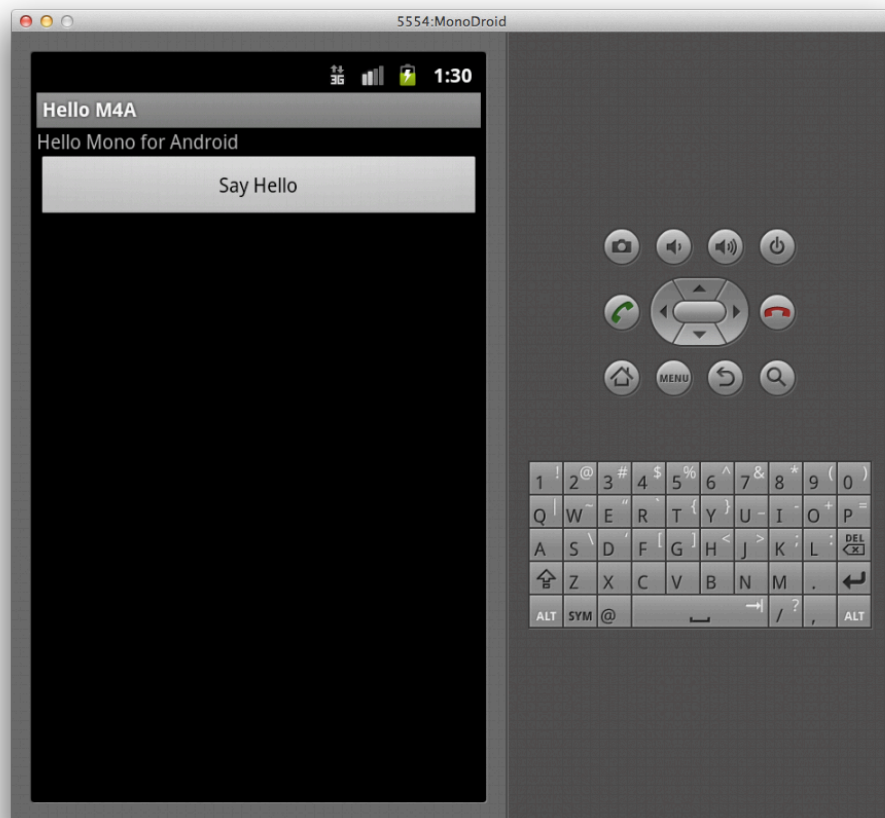 5554:MonoDroid
3G 1:30
Hello M4A
Hello Mono for Android
Say Hello
MENU
1 ! 2 @ 3 # 4 $ 5 % 6 ^ 7 & 8 * 9 ( 0 )
Q | W ~ E " R ` T { Y } U _ I - O + P =
A S \ D ' F [ G ] H < J > K ; L : DEL
Z X C V B N M .
ALT SYM @ / ? , ALT